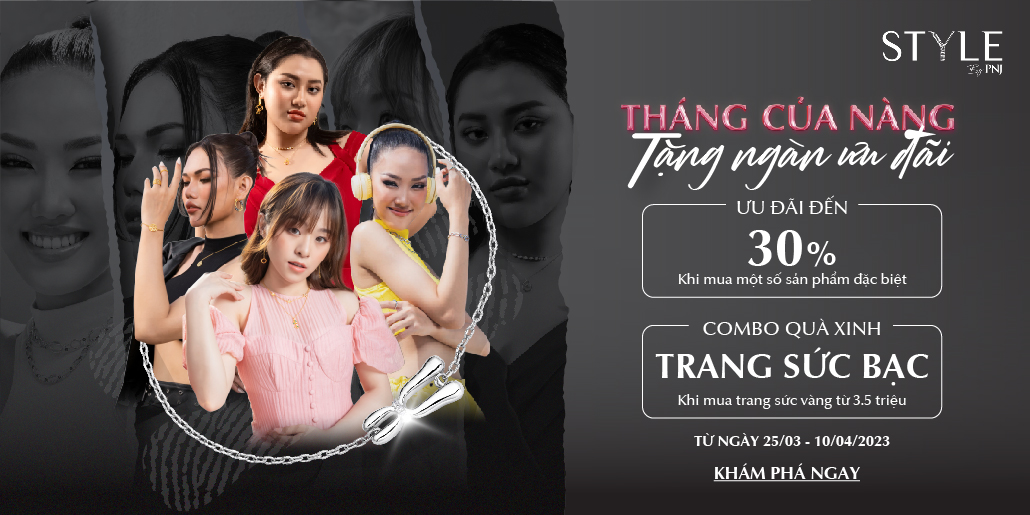 STYLE
By PNJ
THÁNG CỦA NÀNG
Tặng ngàn ưu đãi
ƯU ĐÃI ĐẾN
30%
Khi mua một số sản phẩm đặc biệt
COMBO QUÀ XINH
TRANG SỨC BẠC
Khi mua trang sức vàng từ 3.5 triệu
TỪ NGÀY 25/03 - 10/04/2023
KHÁM PHÁ NGAY